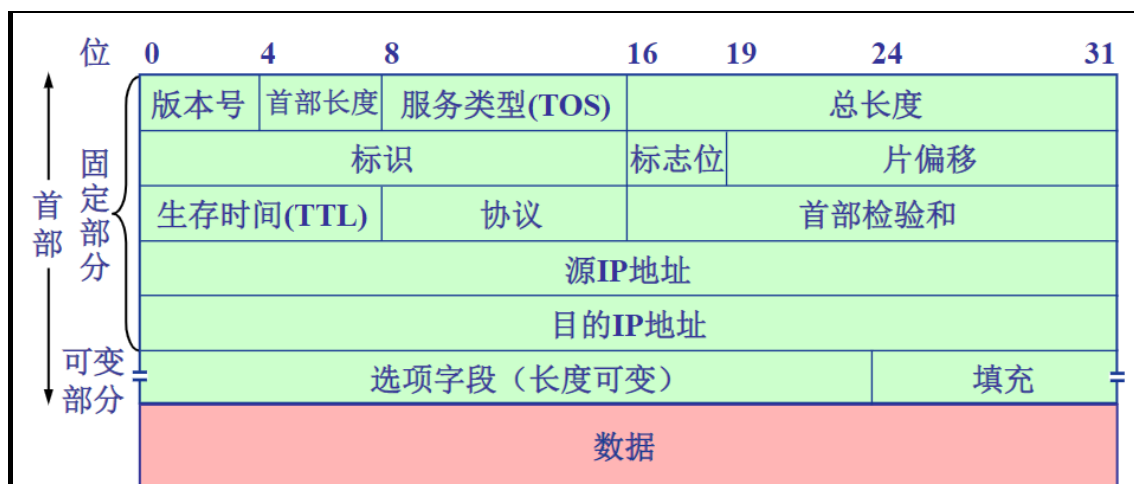 位 0 4 8 16 19 24 31
版本号 首部长度 服务类型(TOS) 总长度
标识 标志位 片偏移
生存时间(TTL) 协议 首部检验和
源IP地址
目的IP地址
选项字段（长度可变） 填充
数据
首部
固定部分
可变部分